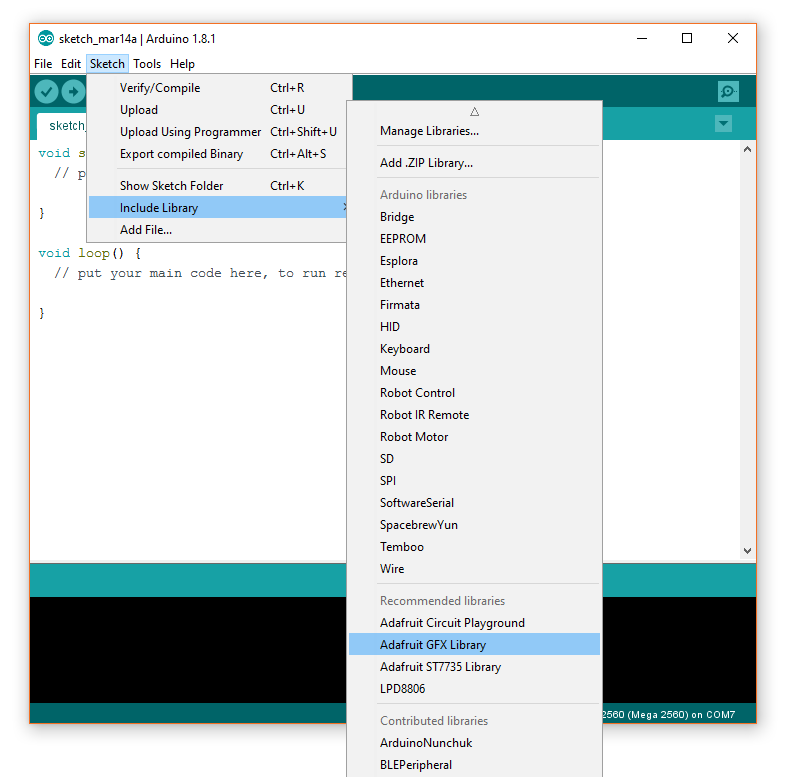 sketch_mar14a | Arduino 1.8.1
File Edit Sketch Tools Help
Verify/Compile Ctrl+R
Upload Ctrl+U
Upload Using Programmer Ctrl+Shift+U
Export compiled Binary Ctrl+Alt+S
Show Sketch Folder Ctrl+K
Include Library
Add File...
sketch_
void s
// p
}
void loop() {
// put your main code here, to run re
}
Manage Libraries...
Add .ZIP Library...
Arduino libraries
Bridge
EEPROM
Esplora
Ethernet
Firmata
HID
Keyboard
Mouse
Robot Control
Robot IR Remote
Robot Motor
SD
SPI
SoftwareSerial
SpacebrewYun
Temboo
Wire
Recommended libraries
Adafruit Circuit Playground
Adafruit GFX Library
Adafruit ST7735 Library
LPD8806
Contributed libraries
ArduinoNunchuk
BLEPeripheral
2560 (Mega 2560) on COM7